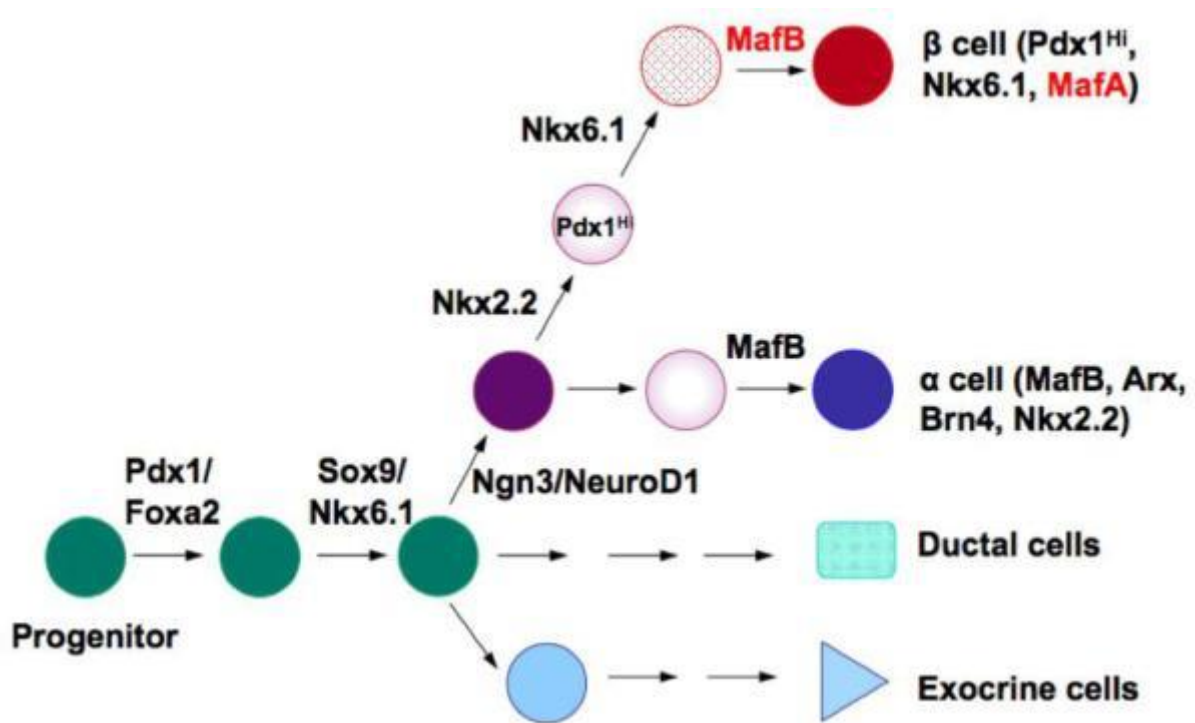 MafB
β cell (Pdx1ᴴⁱ,
Nkx6.1, MafA)
Nkx6.1
Pdx1ᴴⁱ
Nkx2.2
MafB
α cell (MafB, Arx,
Brn4, Nkx2.2)
Pdx1/
Foxa2
Sox9/
Nkx6.1
Ngn3/NeuroD1
Ductal cells
Progenitor
Exocrine cells